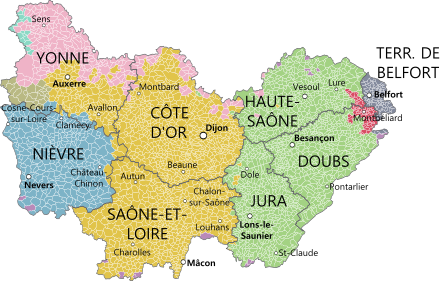 Sens
YONNE
Auxerre
TERR. DE
BELFORT
Montbard
Vesoul
Lure
Belfort
Cosne-Cours-
sur-Loire
Avallon
CÔTE
D'OR
HAUTE-
SAÔNE
Montbéliard
Clamecy
Dijon
Besançon
NIÈVRE
DOUBS
Nevers
Château-
Chinon
Autun
Beaune
Dole
Pontarlier
Chalon-
sur-Saône
JURA
SAÔNE-ET-
LOIRE
Louhans
Lons-le-
Saunier
Charolles
Mâcon
St-Claude